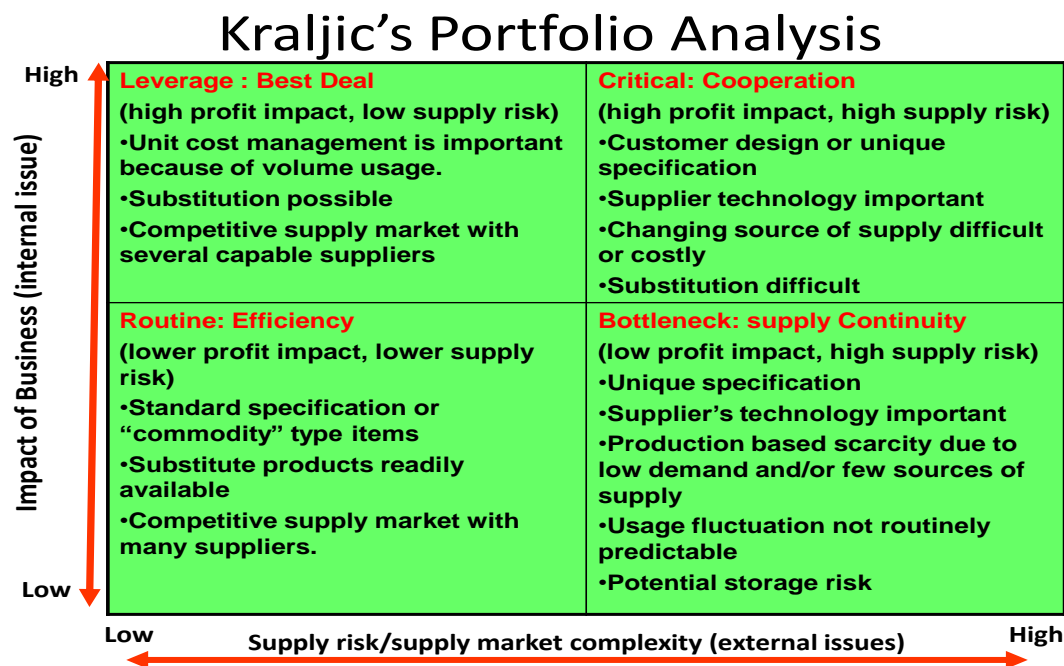 Kraljic's Portfolio Analysis
High
Impact of Business (internal issue)
Low
Leverage : Best Deal
(high profit impact, low supply risk)
•Unit cost management is important
because of volume usage.
•Substitution possible
•Competitive supply market with
several capable suppliers
Critical: Cooperation
(high profit impact, high supply risk)
•Customer design or unique
specification
•Supplier technology important
•Changing source of supply difficult
or costly
•Substitution difficult
Routine: Efficiency
(lower profit impact, lower supply
risk)
•Standard specification or
“commodity” type items
•Substitute products readily
available
•Competitive supply market with
many suppliers.
Bottleneck: supply Continuity
(low profit impact, high supply risk)
•Unique specification
•Supplier's technology important
•Production based scarcity due to
low demand and/or few sources of
supply
•Usage fluctuation not routinely
predictable
•Potential storage risk
Low
Supply risk/supply market complexity (external issues)
High